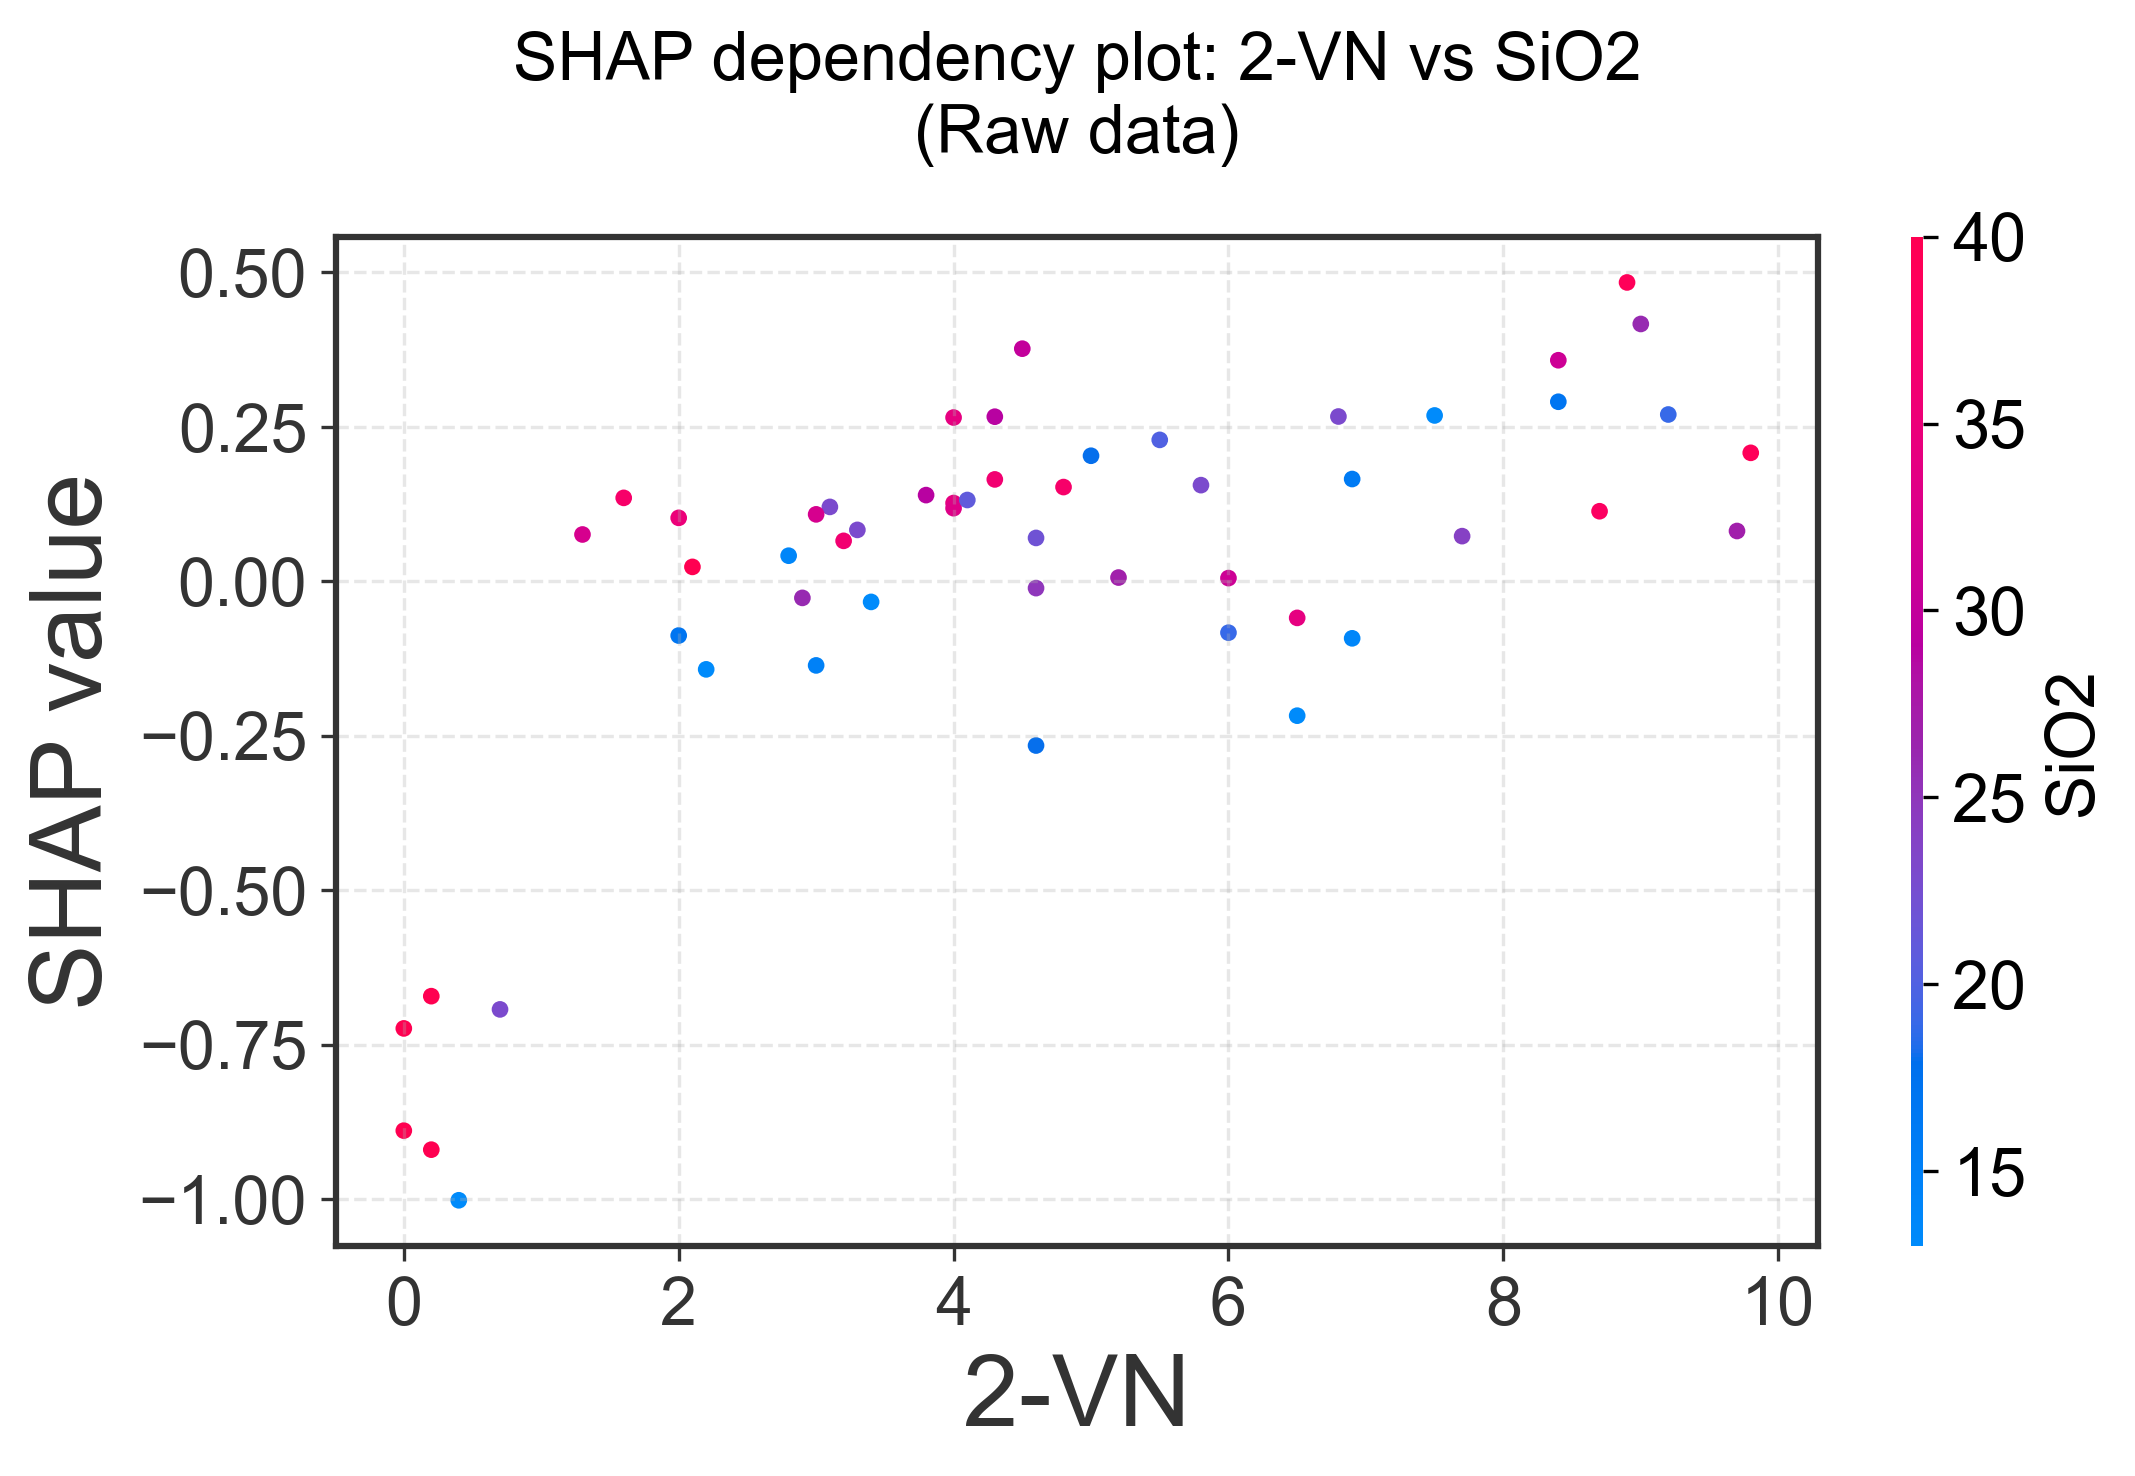 SHAP dependency plot: 2-VN vs SiO2
(Raw data)
SHAP value
0.50
0.25
0.00
−0.25
−0.50
−0.75
−1.00
0 2 4 6 8 10
2-VN
40
35
30
25
20
15
SiO2